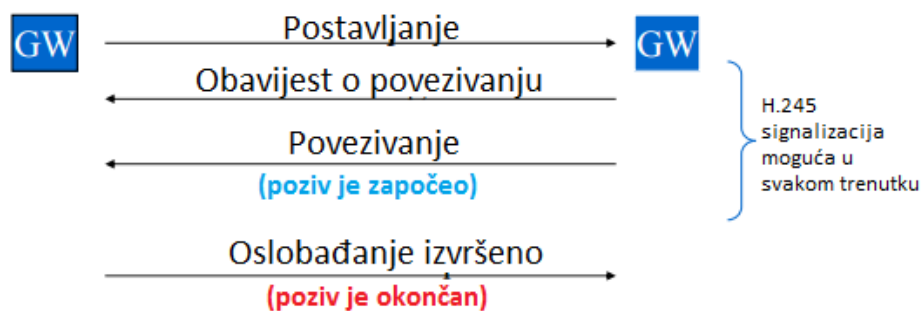 GW
Postavljanje
GW
Obavijest o povezivanju
Povezivanje
(poziv je započeo)
H.245
signalizacija
moguća u
svakom trenutku
Oslobađanje izvršeno
(poziv je okončan)